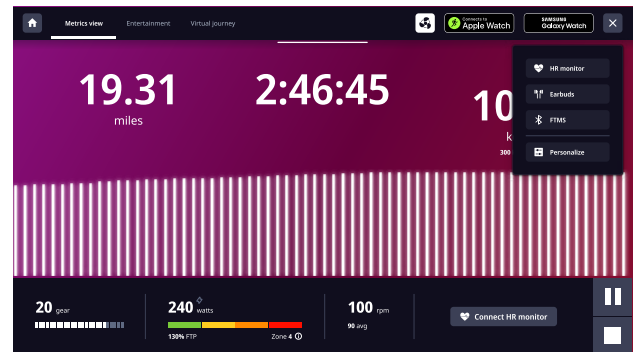 Metrics view
Entertainment
Virtual journey
Connects to
Apple Watch
SAMSUNG
Galaxy Watch
HR monitor
Earbuds
FTMS
Personalize
19.31
miles
2:46:45
10
k
300
20 gear
240 watts
130% FTP
Zone 4
100 rpm
90 avg
Connect HR monitor